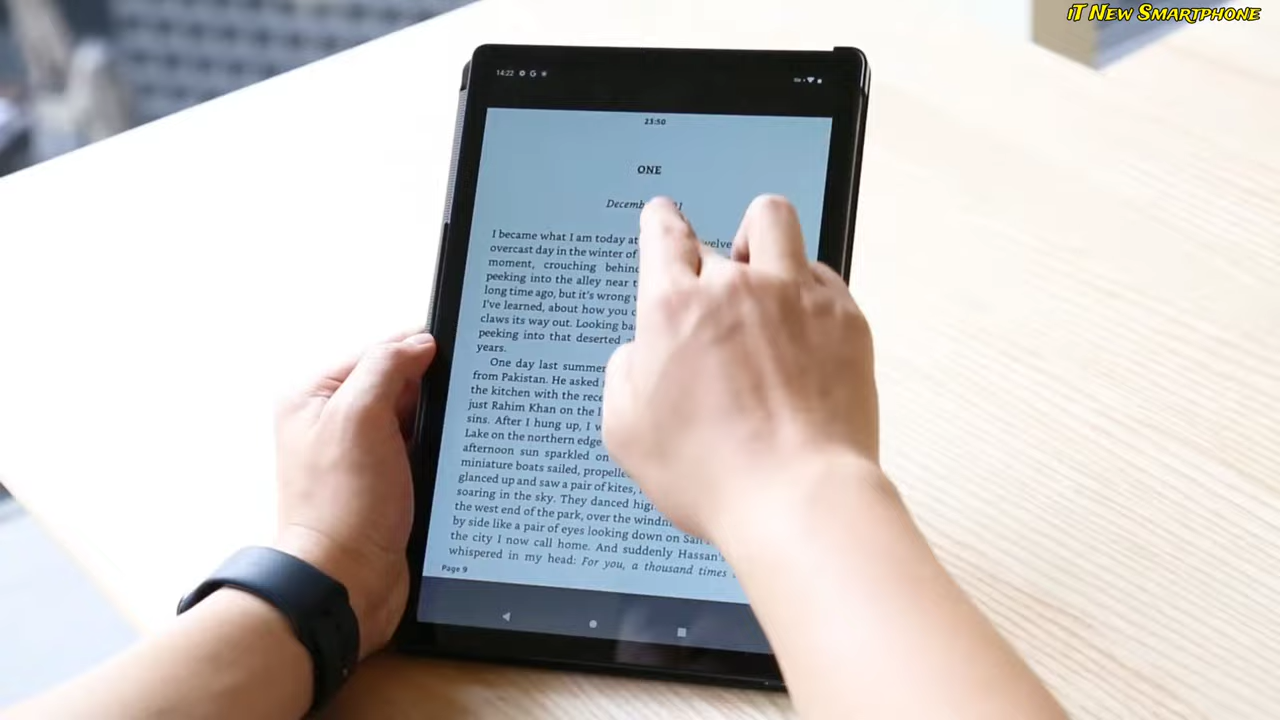 iT New Smartphone
14:22
23:50
ONE
Decemb
I became what I am today at welve
overcast day in the winter of
moment, crouching behind
peeking into the alley near
long time ago, but it's wrong
I've learned, about how you
claws its way out. Looking
peeking into that deserted
years.
One day last summer
from Pakistan. He asked
the kitchen with the
just Rahim Khan on the
sins. After I hung up, I
Lake on the northern edge
afternoon sun sparkled on
miniature boats sailed,
glanced up and saw a pair of kites,
soaring in the sky. They danced
the west end of the park, over the
by side like a pair of eyes looking down on San
the city I now call home. And suddenly Hassan's
whispered in my head: For you, a thousand times
Page 9